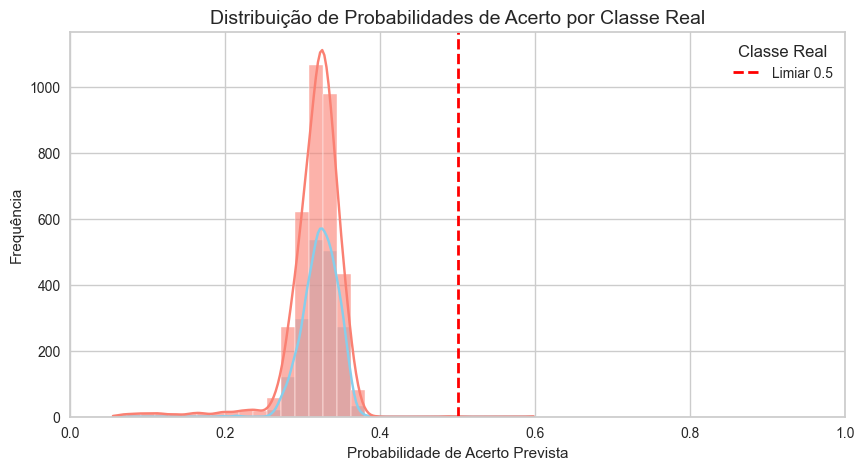 Distribuição de Probabilidades de Acerto por Classe Real
Classe Real
Limiar 0.5
Frequência
1000
800
600
400
200
0
0.0 0.2 0.4 0.6 0.8 1.0
Probabilidade de Acerto Prevista